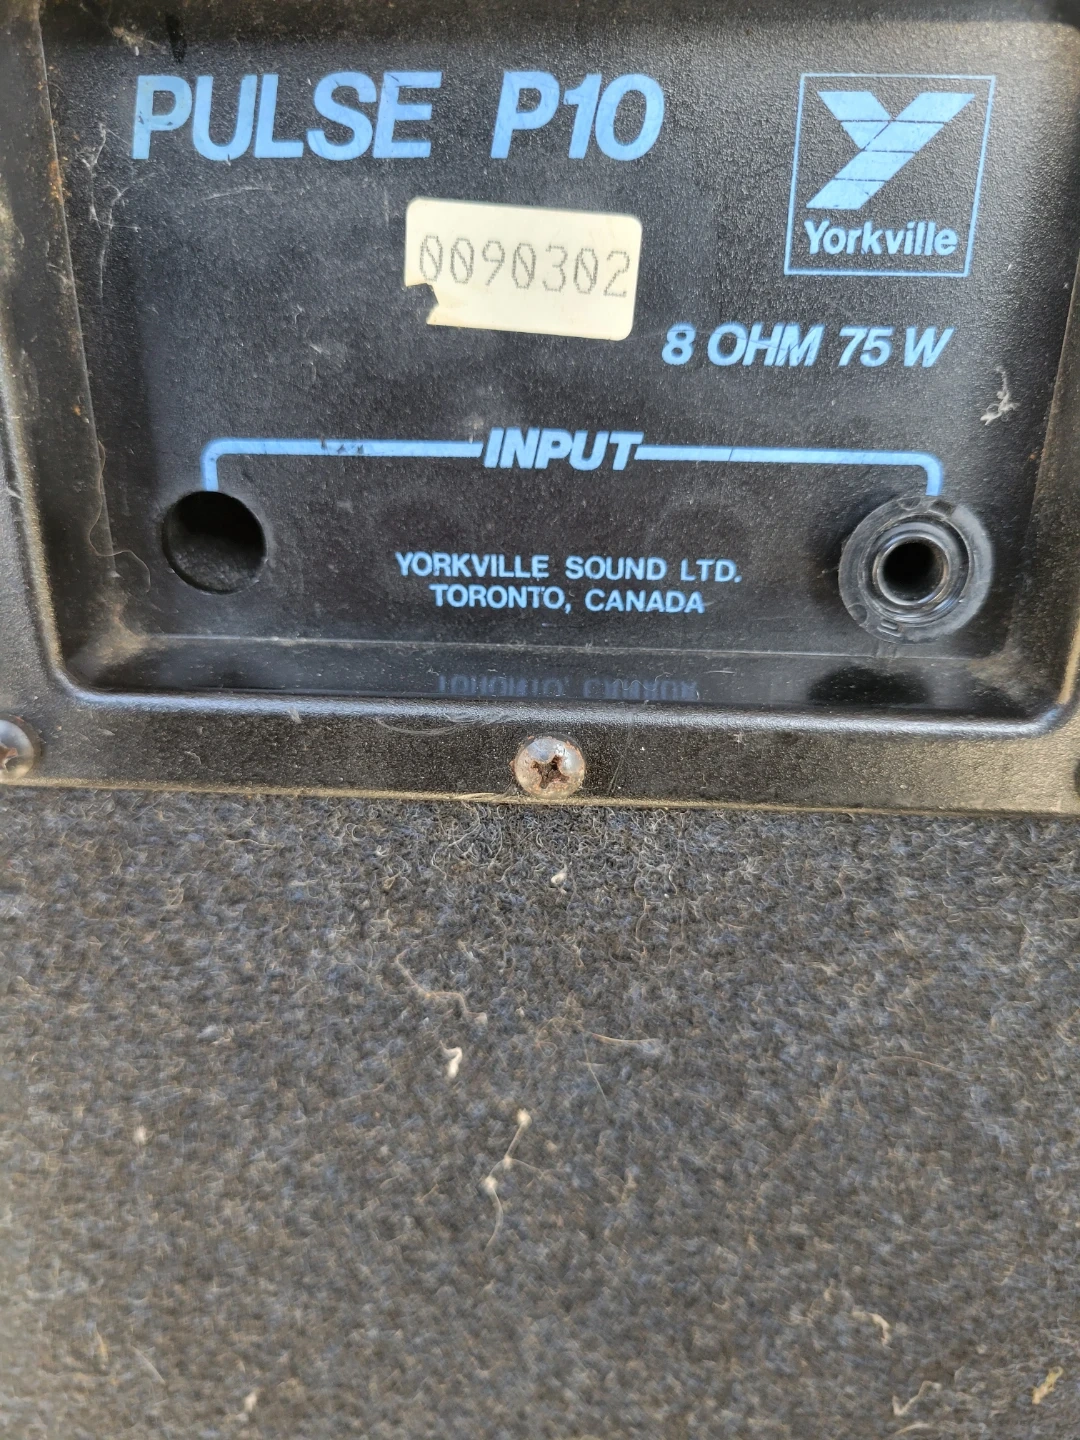 PULSE P10
Yorkville
0090302
8 OHM 75 W
INPUT
YORKVILLE SOUND LTD.
TORONTO, CANADA